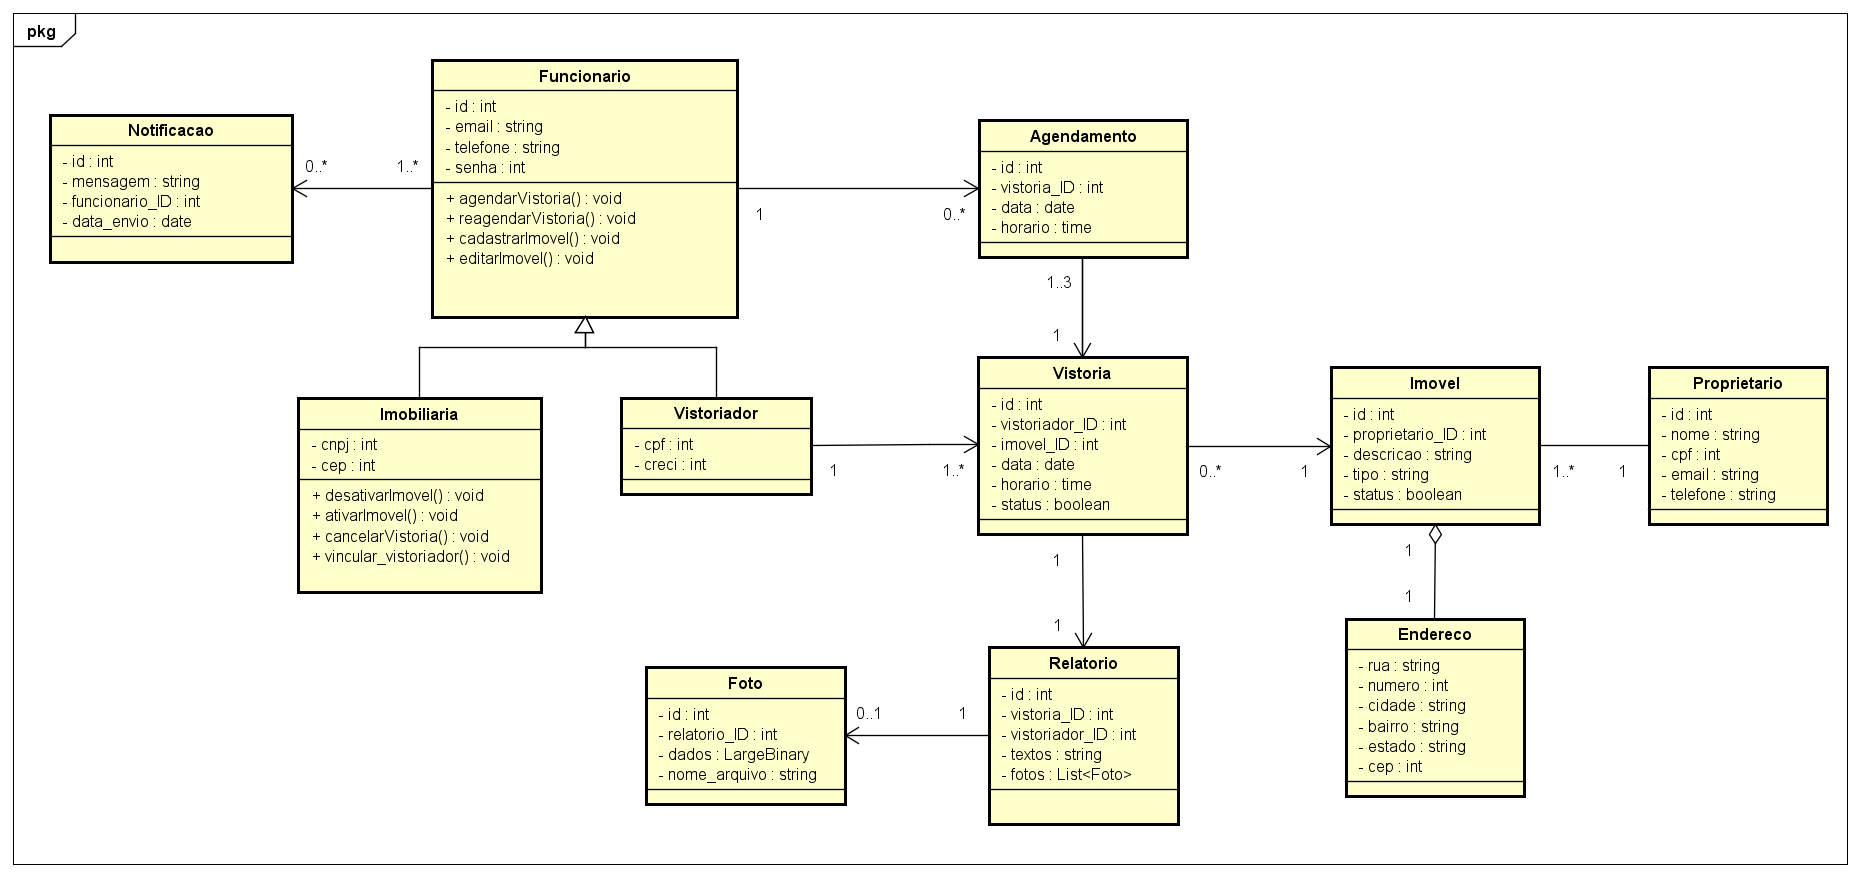 pkg
Funcionario
- id : int
- email : string
- telefone : string
- senha : int
+ agendarVistoria() : void
+ reagendarVistoria() : void
+ cadastrarImovel() : void
+ editarImovel() : void
Notificacao
- id : int
- mensagem : string
- funcionario_ID : int
- data_envio : date
0..*
1..*
Agendamento
- id : int
- vistoria_ID : int
- data : date
- horario : time
1
0..*
1..3
1
Imobiliaria
- cnpj : int
- cep : int
+ desativarImovel() : void
+ ativarImovel() : void
+ cancelarVistoria() : void
+ vincular_vistoriador() : void
Vistoriador
- cpf : int
- creci : int
1
1..*
Vistoria
- id : int
- vistoriador_ID : int
- imovel_ID : int
- data : date
- horario : time
- status : boolean
0..*
1
Imovel
- id : int
- proprietario_ID : int
- descricao : string
- tipo : string
- status : boolean
1..*
1
Proprietario
- id : int
- nome : string
- cpf : int
- email : string
- telefone : string
1
1
1
1
Foto
- id : int
- relatorio_ID : int
- dados : LargeBinary
- nome_arquivo : string
0..1
1
Relatorio
- id : int
- vistoria_ID : int
- vistoriador_ID : int
- textos : string
- fotos : List<Foto>
Endereco
- rua : string
- numero : int
- cidade : string
- bairro : string
- estado : string
- cep : int